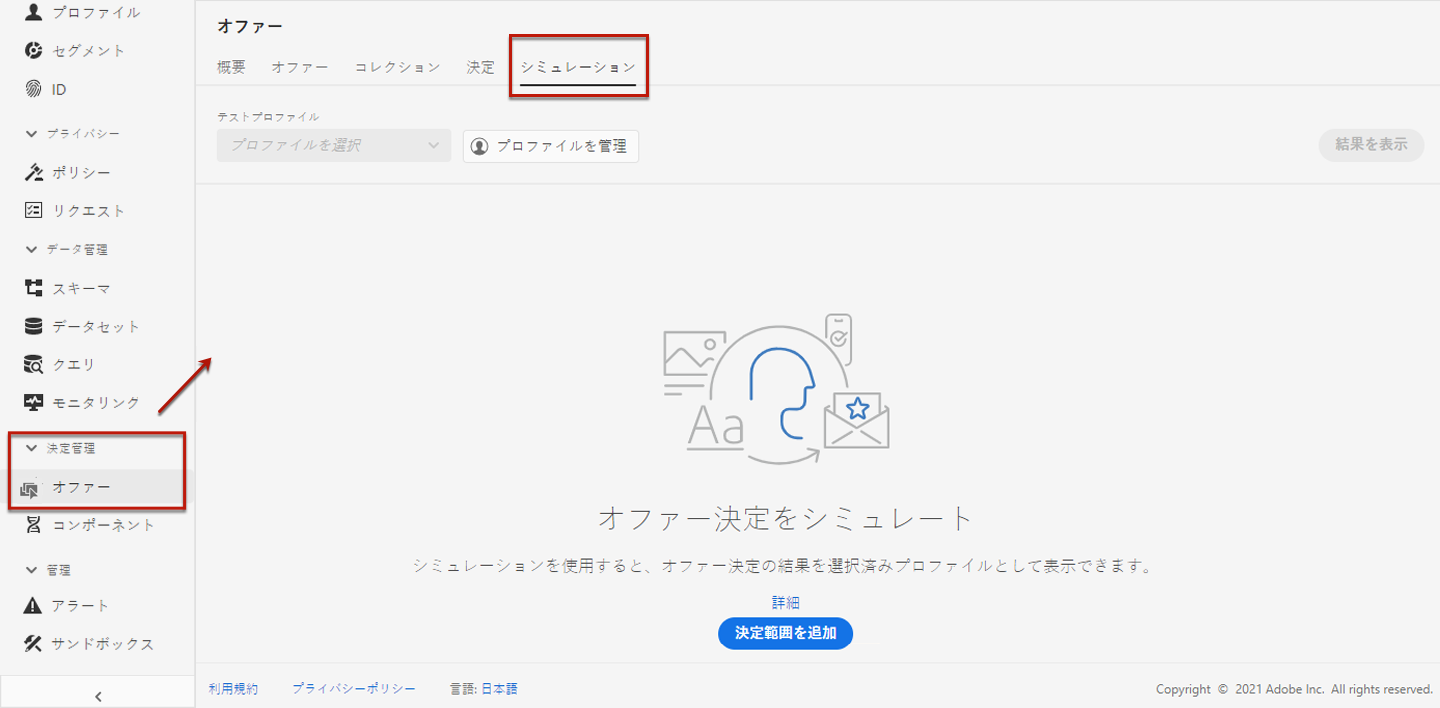 プロファイル
セグメント
ID
プライバシー
ポリシー
リクエスト
データ管理
スキーマ
データセット
クエリ
モニタリング
決定管理
オファー
コンポーネント
管理
アラート
サンドボックス
オファー
概要 オファー コレクション 決定 シミュレーション
テストプロファイル
プロファイルを選択 プロファイルを管理 結果を表示
Aa
オファー決定をシミュレート
シミュレーションを使用すると、オファー決定の結果を選択済みプロファイルとして表示できます。
詳細
決定範囲を追加
利用規約 プライバシーポリシー 言語: 日本語 Copyright © 2021 Adobe Inc. All rights reserved.